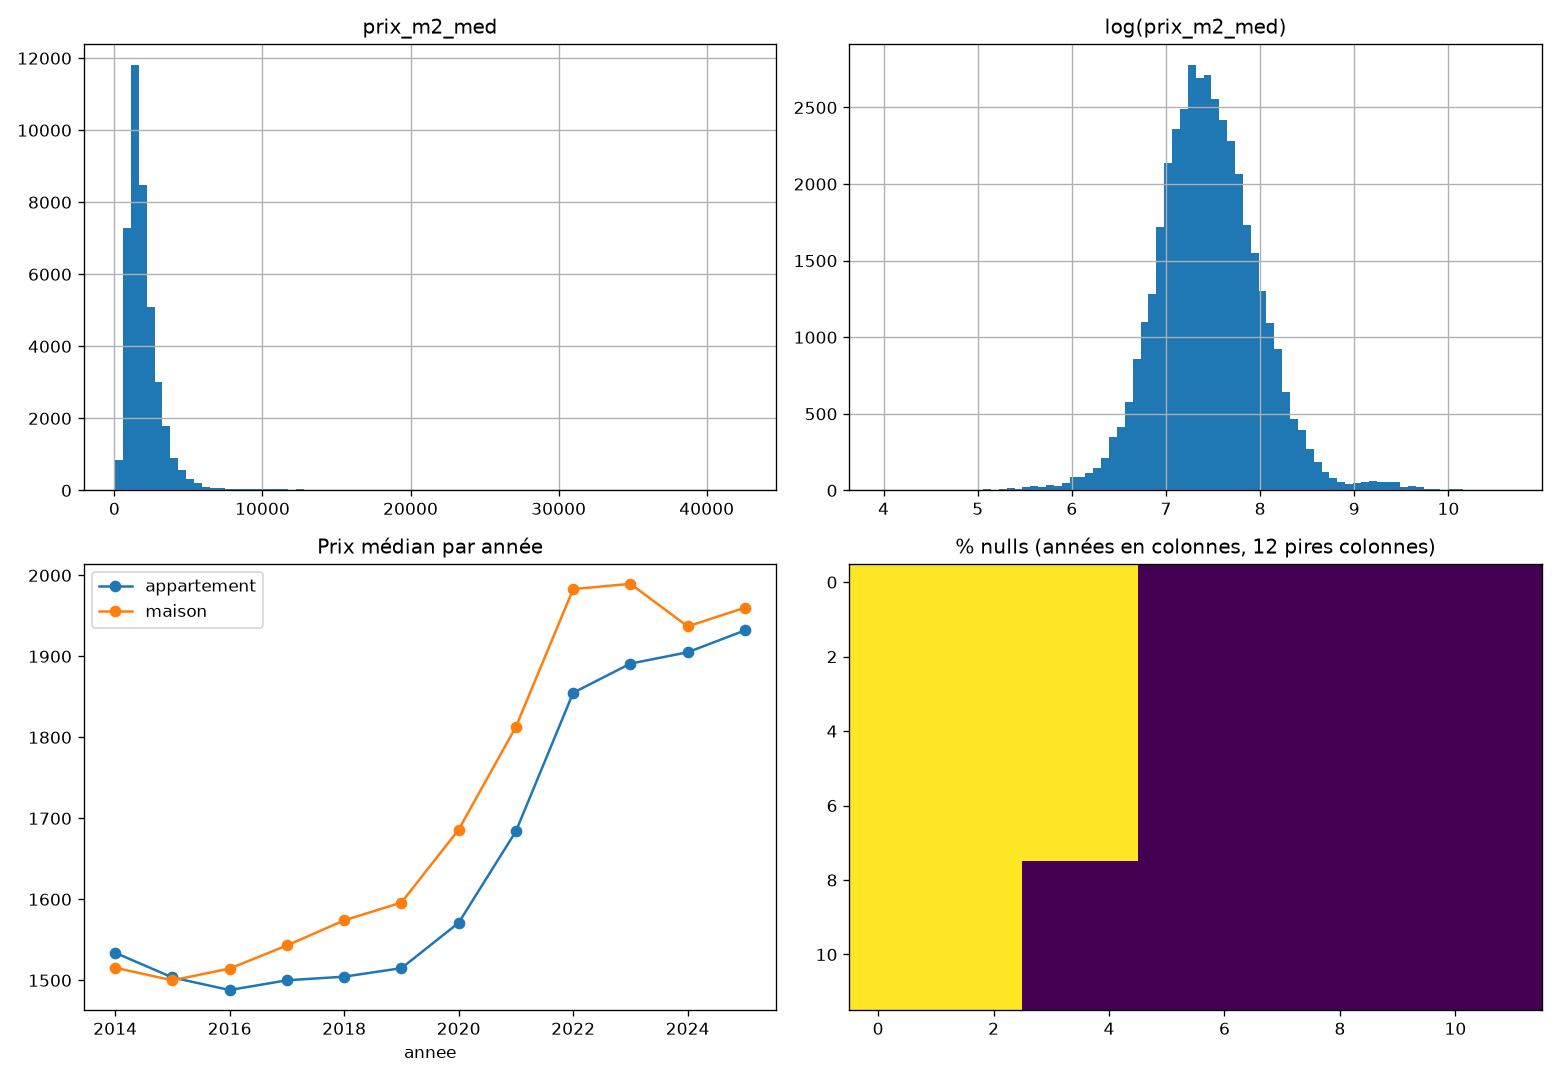 prix_m2_med
12000
10000
8000
6000
4000
2000
0
0 10000 20000 30000 40000
log(prix_m2_med)
2500
2000
1500
1000
500
0
4 5 6 7 8 9 10
Prix médian par année
appartement
maison
2000
1900
1800
1700
1600
1500
2014 2016 2018 2020 2022 2024
annee
% nulls (années en colonnes, 12 pires colonnes)
0
2
4
6
8
10
0 2 4 6 8 10